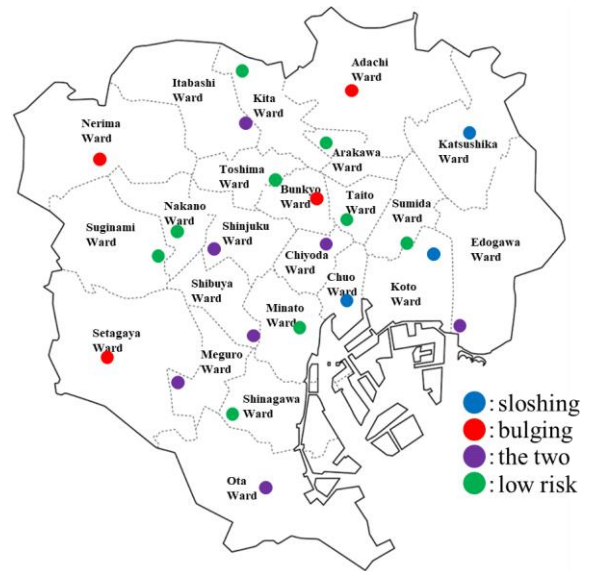 Adachi
Ward
Itabashi
Ward
Kita
Ward
Nerima
Ward
Katsushika
Ward
Arakawa
Ward
Toshima
Ward
Bunkyo
Ward
Taito
Ward
Sumida
Ward
Nakano
Ward
Suginami
Ward
Shinjuku
Ward
Edogawa
Ward
Chiyoda
Ward
Chuo
Ward
Koto
Ward
Shibuya
Ward
Minato
Ward
Setagaya
Ward
Meguro
Ward
Shinagawa
Ward
Ota
Ward
: sloshing
: bulging
: the two
: low risk